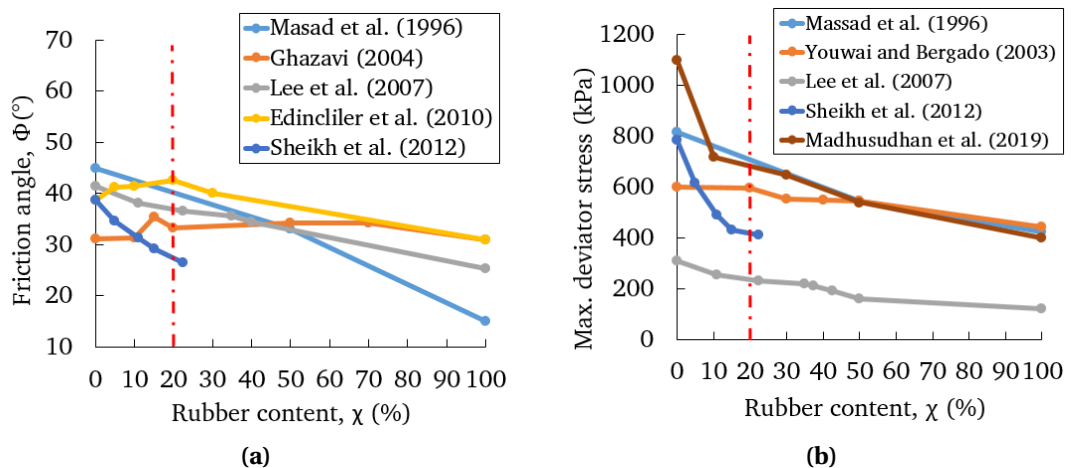 Friction angle, Φ(°)
70
60
50
40
30
20
10
Masad et al. (1996)
Ghazavi (2004)
Lee et al. (2007)
Edincliler et al. (2010)
Sheikh et al. (2012)
0 10 20 30 40 50 60 70 80 90 100
Rubber content, χ (%)
(a)
Max. deviator stress (kPa)
1200
1000
800
600
400
200
0
Massad et al. (1996)
Youwai and Bergado (2003)
Lee et al. (2007)
Sheikh et al. (2012)
Madhusudhan et al. (2019)
0 10 20 30 40 50 60 70 80 90 100
Rubber content, χ (%)
(b)